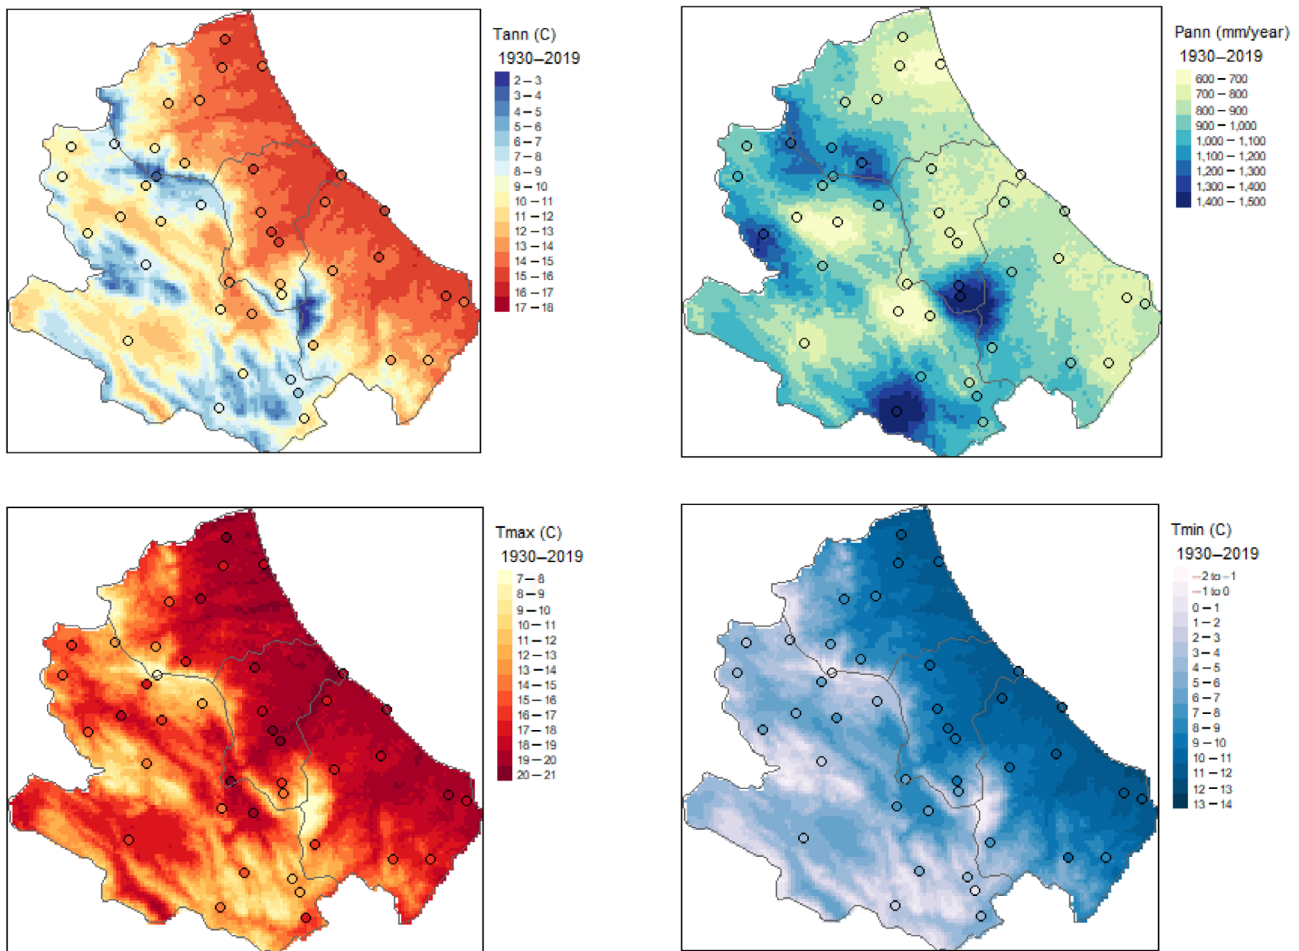 Tann (C)
1930–2019
2 – 3
3 – 4
4 – 5
5 – 6
6 – 7
7 – 8
8 – 9
9 – 10
10 – 11
11 – 12
12 – 13
13 – 14
14 – 15
15 – 16
16 – 17
17 – 18
Pann (mm/year)
1930–2019
600 – 700
700 – 800
800 – 900
900 – 1,000
1,000 – 1,100
1,100 – 1,200
1,200 – 1,300
1,300 – 1,400
1,400 – 1,500
Tmax (C)
1930–2019
7 – 8
8 – 9
9 – 10
10 – 11
11 – 12
12 – 13
13 – 14
14 – 15
15 – 16
16 – 17
17 – 18
18 – 19
19 – 20
20 – 21
Tmin (C)
1930–2019
–2 to –1
–1 to 0
0 – 1
1 – 2
2 – 3
3 – 4
4 – 5
5 – 6
6 – 7
7 – 8
8 – 9
9 – 10
10 – 11
11 – 12
12 – 13
13 – 14